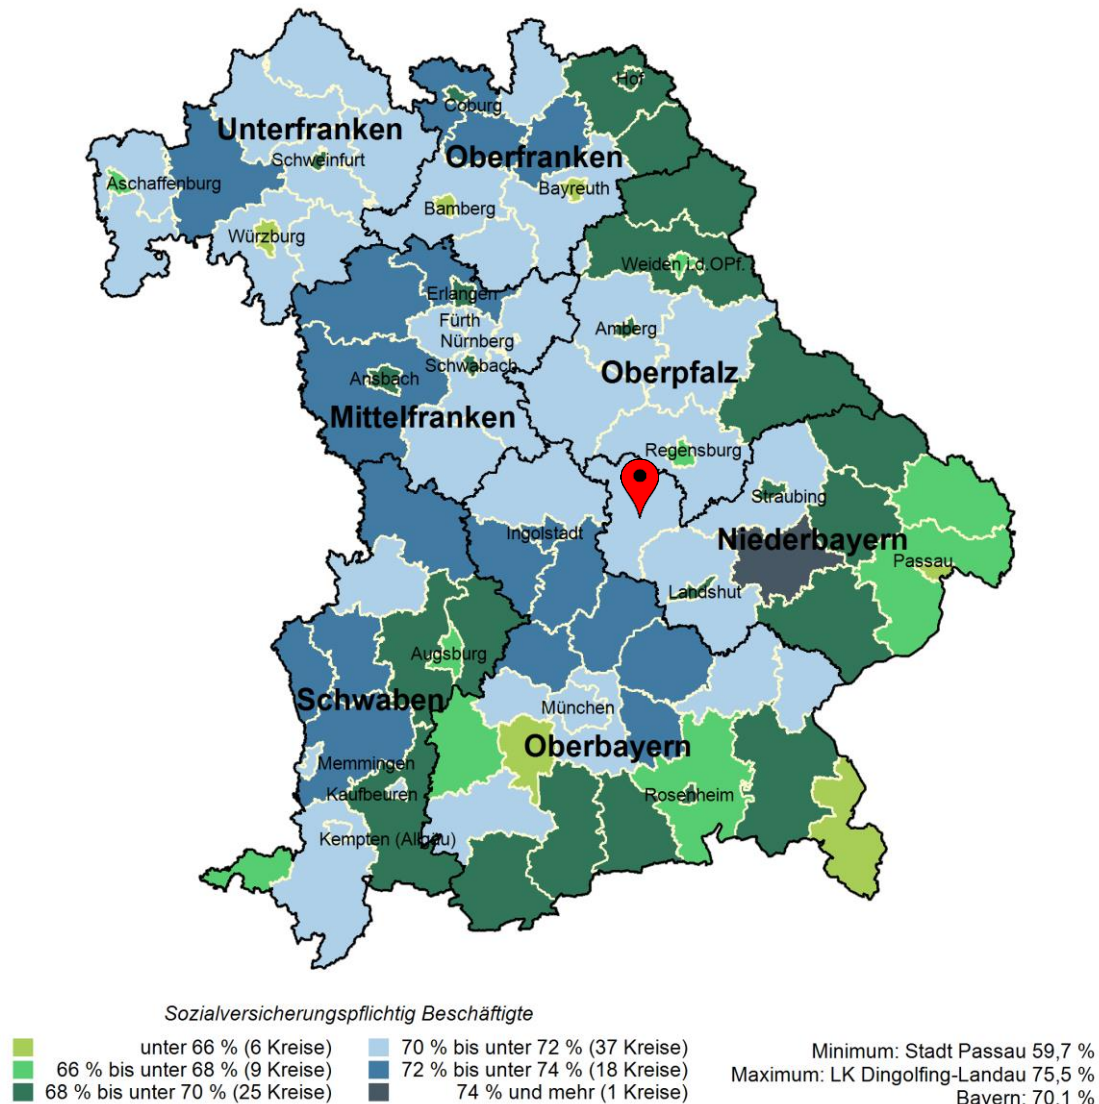 Hof
Coburg
Unterfranken
Schweinfurt
Oberfranken
Aschaffenburg
Bayreuth
Bamberg
Würzburg
Weiden i.d.OPf.
Erlangen
Fürth
Amberg
Nürnberg
Schwabach
Oberpfalz
Ansbach
Mittelfranken
Regensburg
Straubing
Ingolstadt
Niederbayern
Passau
Landshut
Augsburg
Schwaben
München
Oberbayern
Memmingen
Kaufbeuren
Rosenheim
Kempten (Allgäu)
Sozialversicherungspflichtig Beschäftigte
unter 66 % (6 Kreise)
66 % bis unter 68 % (9 Kreise)
68 % bis unter 70 % (25 Kreise)
70 % bis unter 72 % (37 Kreise)
72 % bis unter 74 % (18 Kreise)
74 % und mehr (1 Kreise)
Minimum: Stadt Passau 59,7 %
Maximum: LK Dingolfing-Landau 75,5 %
Bayern: 70,1 %